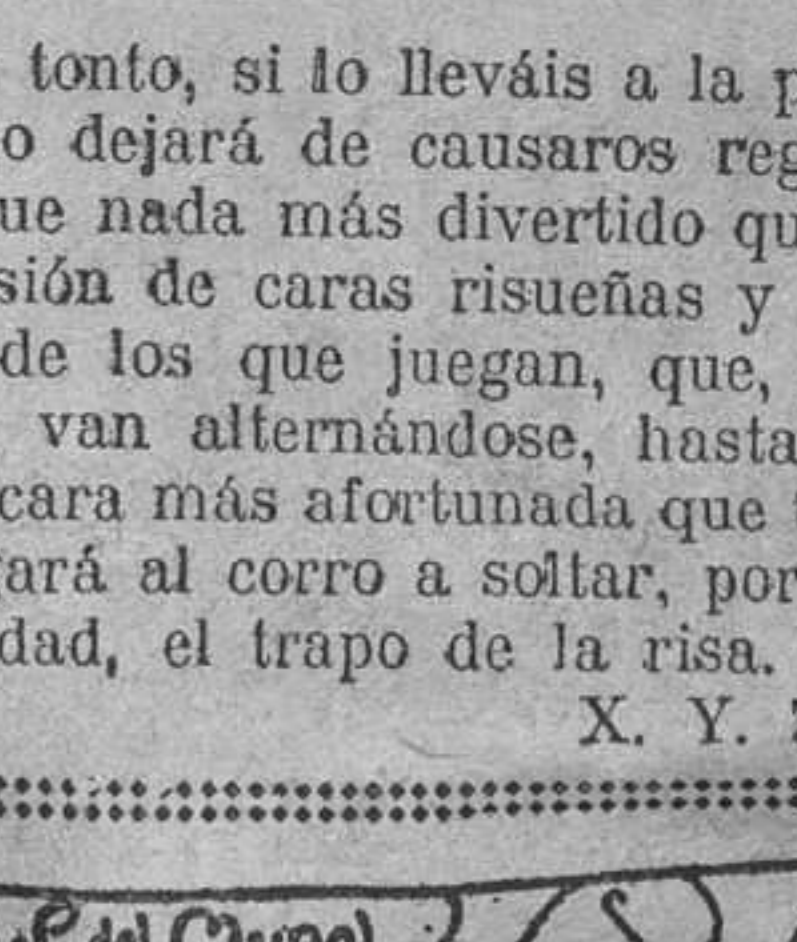 tonto, si lo lleváis a la p
o dejará de causaros reg
ue nada más divertido qu
sión de caras risueñas y
de los que juegan, que,
van alternándose, hasta
cara más afortunada que
gará al corro a soltar, por
dad, el trapo de la risa.
X. Y.
del